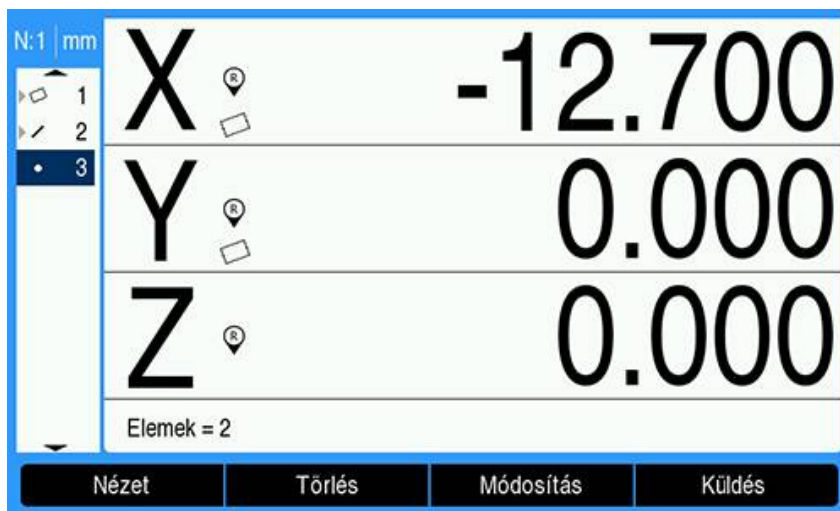 N:1 mm
1
2
3
X R -12.700
Y R 0.000
Z R 0.000
Elemek = 2
Nézet Törlés Módosítás Küldés